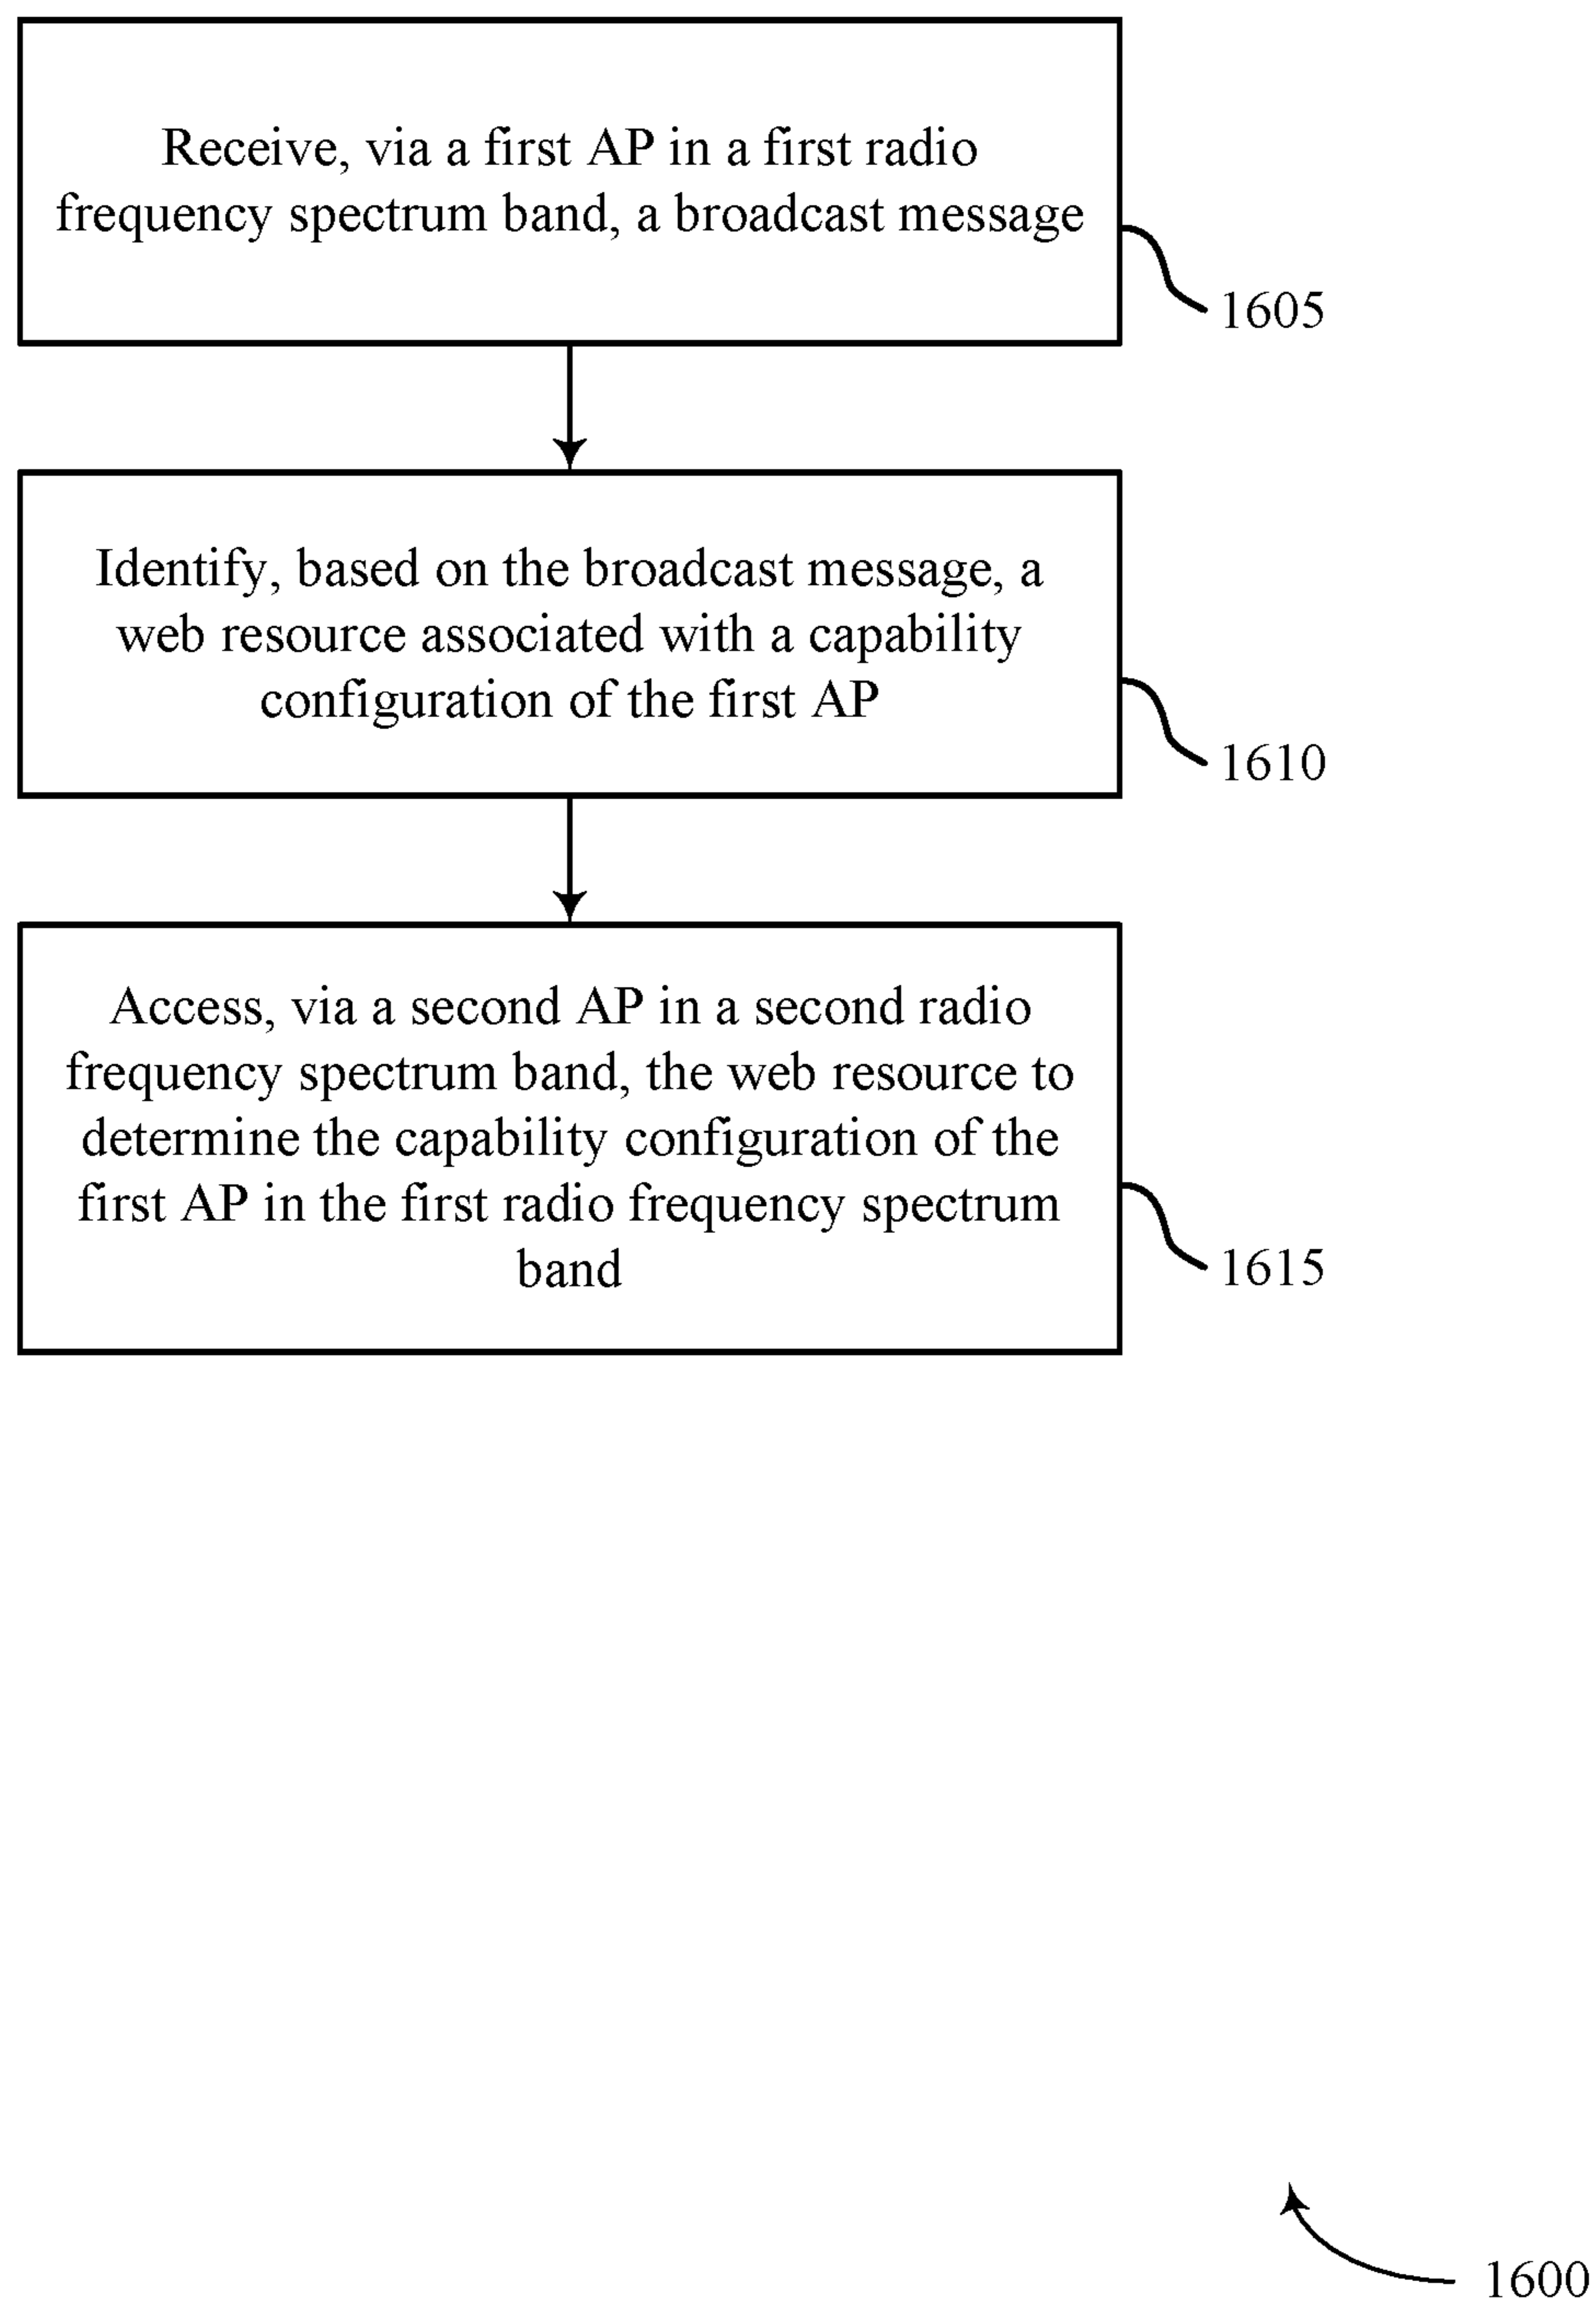 Receive, via a first AP in a first radio
frequency spectrum band, a broadcast message
1605
Identify, based on the broadcast message, a
web resource associated with a capability
configuration of the first AP
1610
Access, via a second AP in a second radio
frequency spectrum band, the web resource to
determine the capability configuration of the
first AP in the first radio frequency spectrum
band
1615
1600